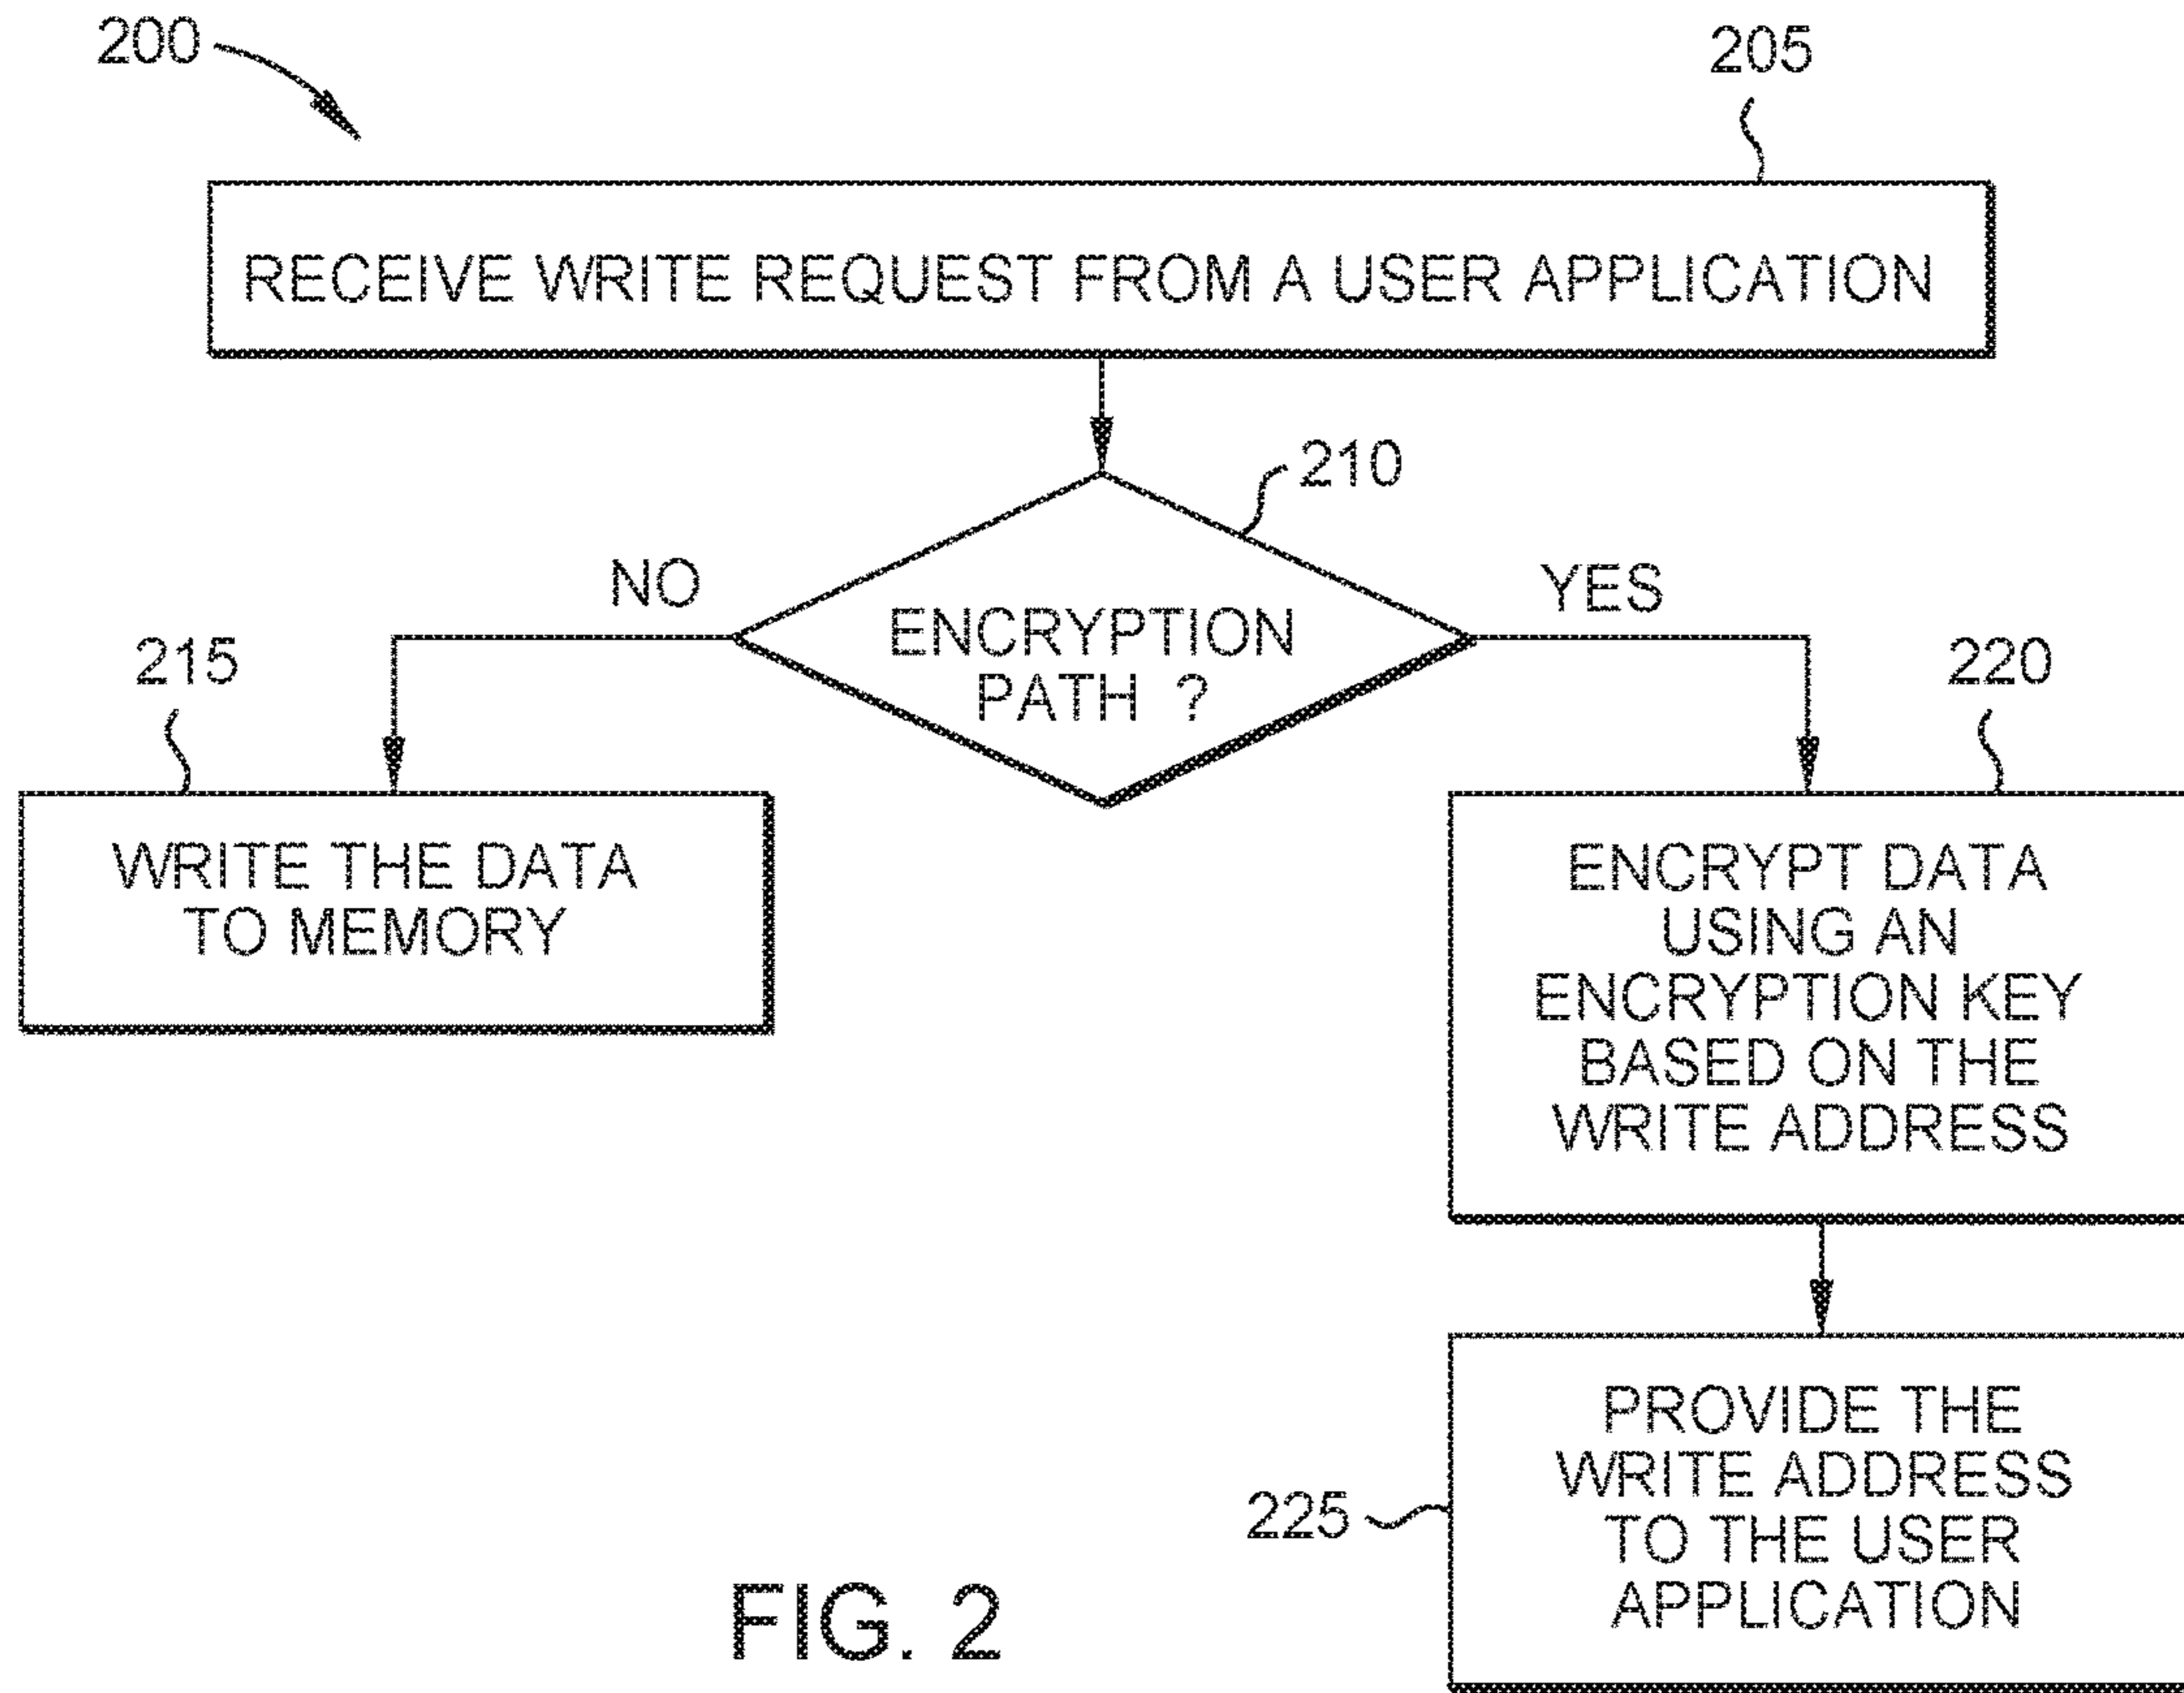 200
205
RECEIVE WRITE REQUEST FROM A USER APPLICATION
210
NO
YES
ENCRYPTION
PATH ?
215
220
WRITE THE DATA
TO MEMORY
ENCRYPT DATA
USING AN
ENCRYPTION KEY
BASED ON THE
WRITE ADDRESS
225
PROVIDE THE
WRITE ADDRESS
TO THE USER
APPLICATION
FIG. 2